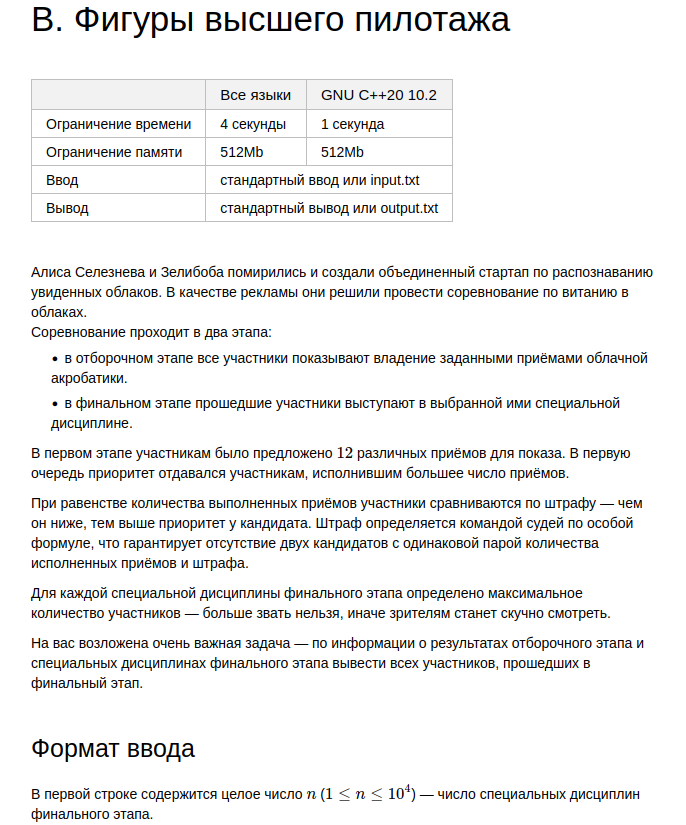 В. Фигуры высшего пилотажа
Все языки GNU C++20 10.2
Ограничение времени 4 секунды 1 секунда
Ограничение памяти 512Mb 512Mb
Ввод стандартный ввод или input.txt
Вывод стандартный вывод или output.txt
Алиса Селезнева и Зелибоба помирились и создали объединенный стартап по распознаванию
увиденных облаков. В качестве рекламы они решили провести соревнование по витанию в
облаках.
Соревнование проходит в два этапа:
• в отборочном этапе все участники показывают владение заданными приёмами облачной
акробатики.
• в финальном этапе прошедшие участники выступают в выбранной ими специальной
дисциплине.
В первом этапе участникам было предложено 12 различных приёмов для показа. В первую
очередь приоритет отдавался участникам, исполнившим большее число приёмов.
При равенстве количества выполненных приёмов участники сравниваются по штрафу — чем
он ниже, тем выше приоритет у кандидата. Штраф определяется командой судей по особой
формуле, что гарантирует отсутствие двух кандидатов с одинаковой парой количества
исполненных приёмов и штрафа.
Для каждой специальной дисциплины финального этапа определено максимальное
количество участников — больше звать нельзя, иначе зрителям станет скучно смотреть.
На вас возложена очень важная задача — по информации о результатах отборочного этапа и
специальных дисциплинах финального этапа вывести всех участников, прошедших в
финальный этап.
Формат ввода
В первой строке содержится целое число n (1 ≤ n ≤ 10⁴) — число специальных дисциплин
финального этапа.